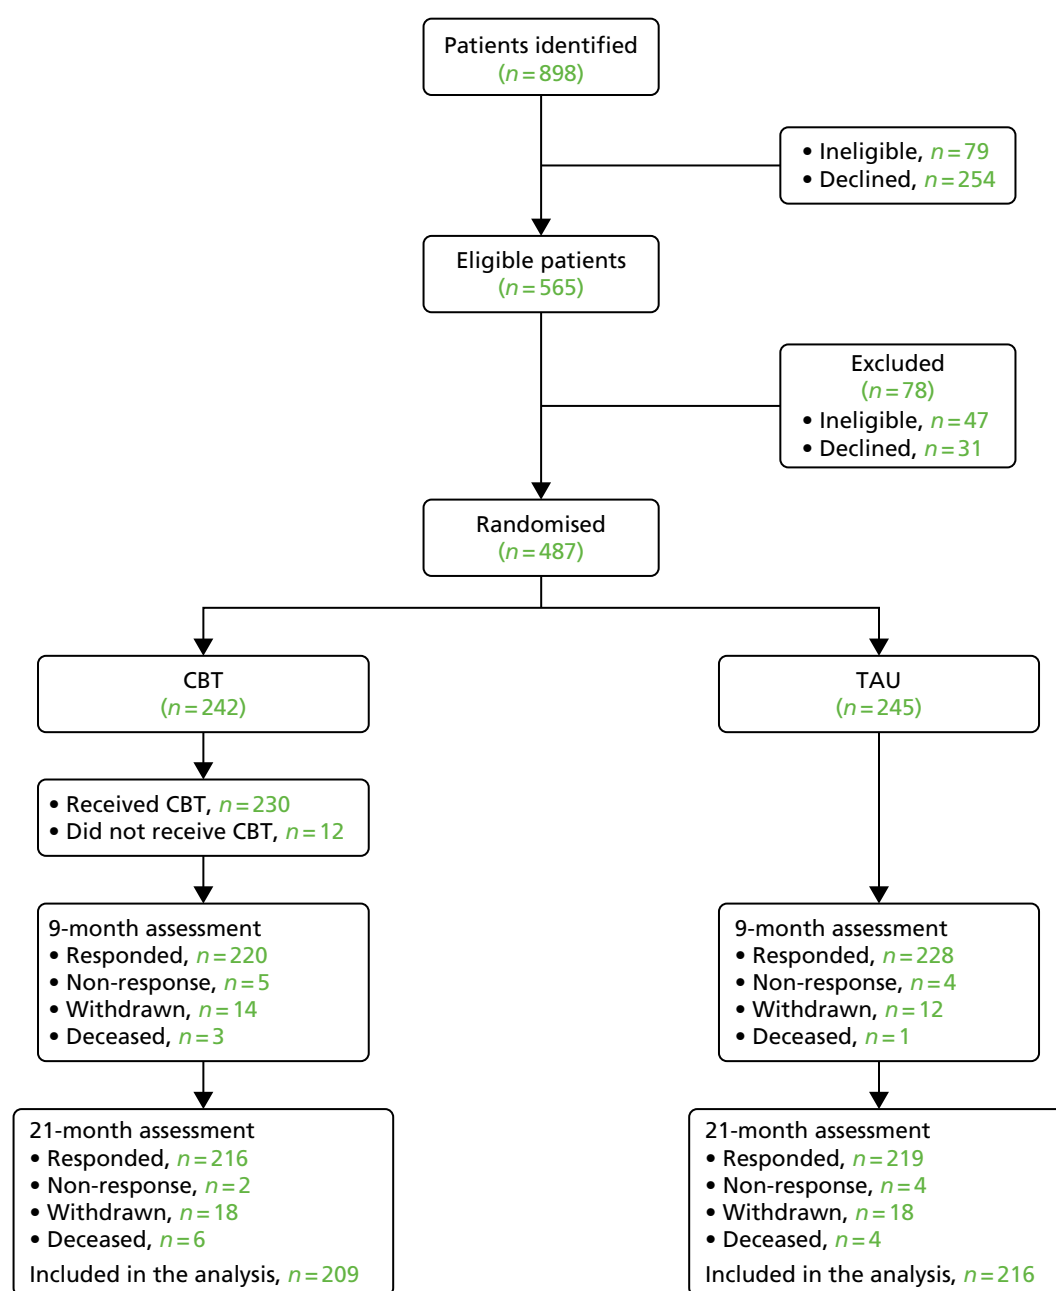 Patients identified
(n=898)
• Ineligible, n=79
• Declined, n=254
Eligible patients
(n=565)
Excluded
(n=78)
• Ineligible, n=47
• Declined, n=31
Randomised
(n=487)
CBT
(n=242)
TAU
(n=245)
• Received CBT, n=230
• Did not receive CBT, n=12
9-month assessment
• Responded, n=220
• Non-response, n=5
• Withdrawn, n=14
• Deceased, n=3
9-month assessment
• Responded, n=228
• Non-response, n=4
• Withdrawn, n=12
• Deceased, n=1
21-month assessment
• Responded, n=216
• Non-response, n=2
• Withdrawn, n=18
• Deceased, n=6
Included in the analysis, n=209
21-month assessment
• Responded, n=219
• Non-response, n=4
• Withdrawn, n=18
• Deceased, n=4
Included in the analysis, n=216